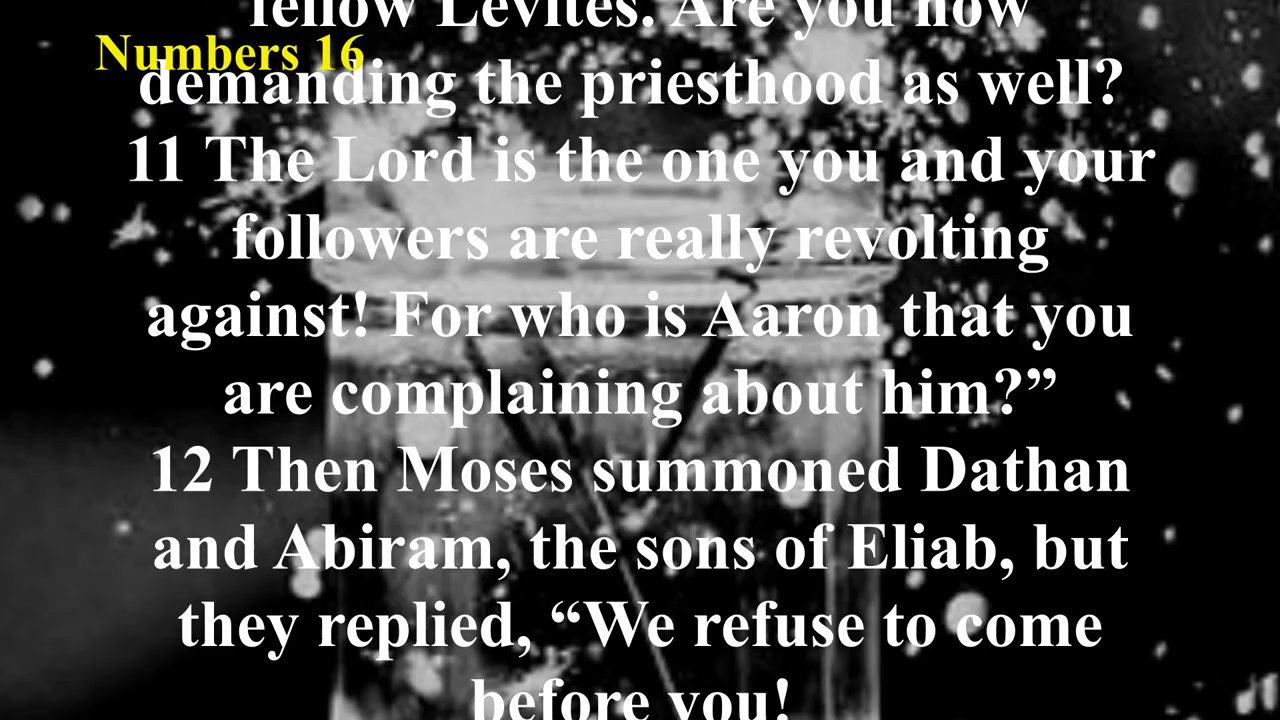 fellow Levites. Are you now
Numbers 16
demanding the priesthood as well?
11 The Lord is the one you and your
followers are really revolting
against! For who is Aaron that you
are complaining about him?”
12 Then Moses summoned Dathan
and Abiram, the sons of Eliab, but
they replied, “We refuse to come
before you!